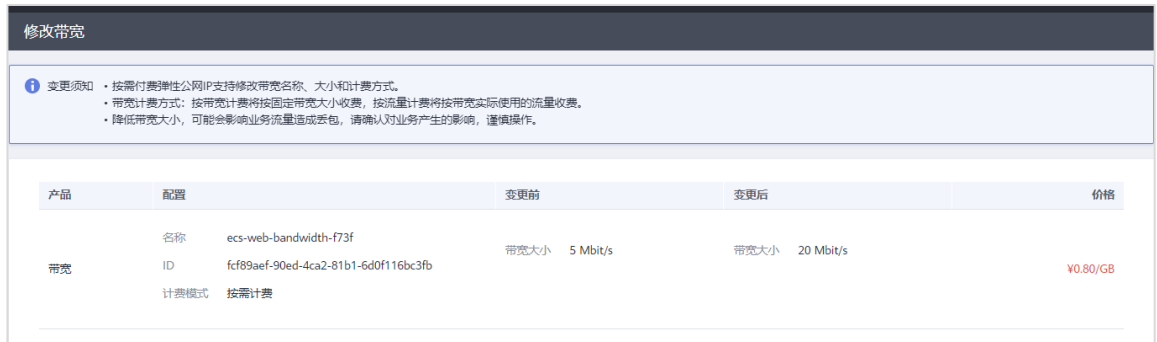 修改带宽
变更须知 • 按需付费弹性公网IP支持修改带宽名称、大小和计费方式。
• 带宽计费方式：按带宽计费将按固定带宽大小收费，按流量计费将按带宽实际使用的流量收费。
• 降低带宽大小，可能会影响业务流量造成丢包，请确认对业务产生的影响，谨慎操作。
产品 配置 变更前 变更后 价格
名称 ecs-web-bandwidth-f73f
带宽大小 5 Mbit/s 带宽大小 20 Mbit/s
带宽 ID fcf89aef-90ed-4ca2-81b1-6d0f116bc3fb ¥0.80/GB
计费模式 按需计费